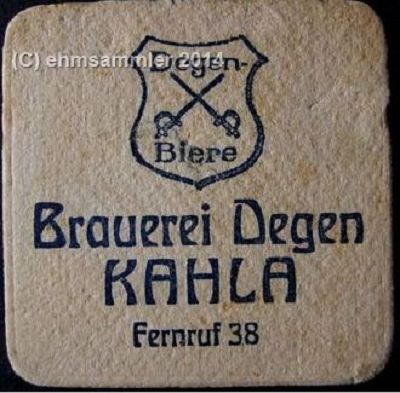 (C) ehmsammler 2014
Degen-
Biere
Brauerei Degen
KAHLA
Fernruf 38